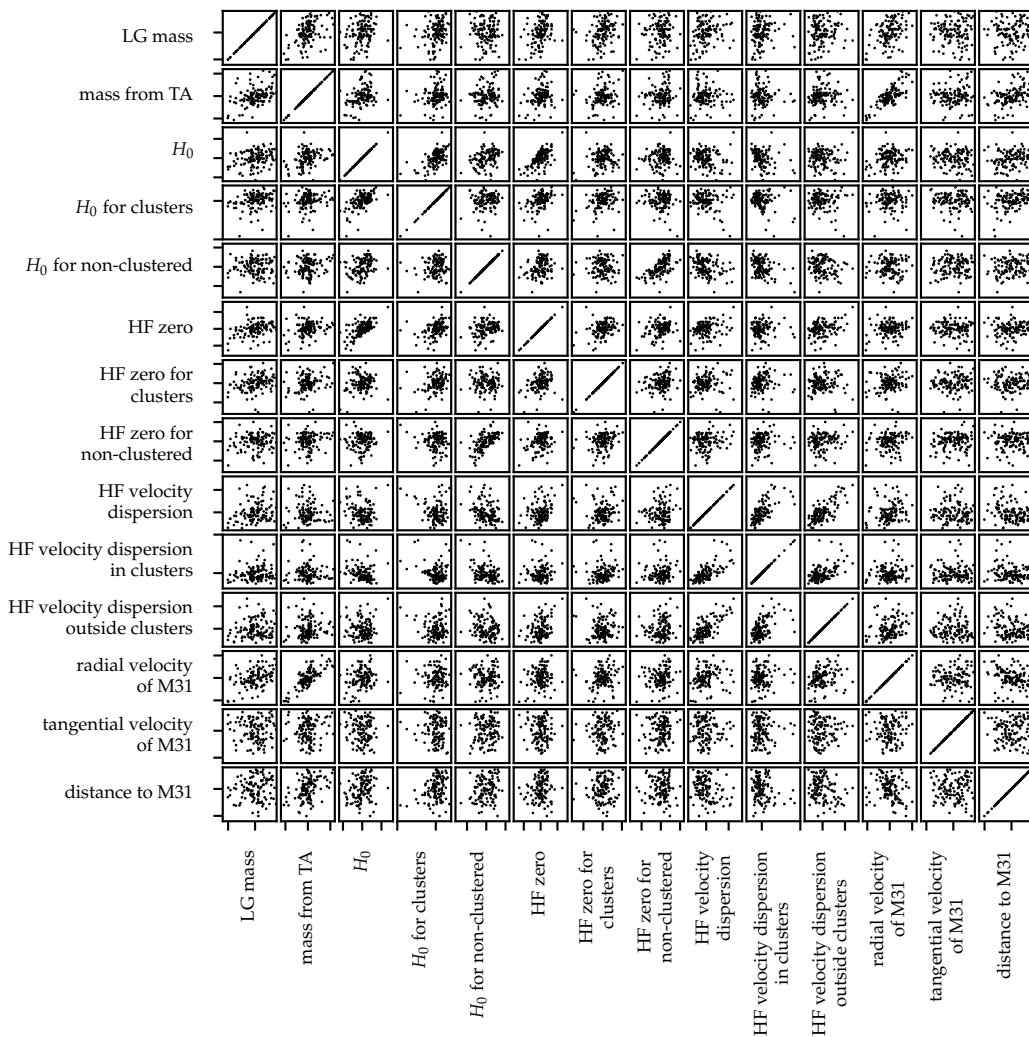 LG mass
mass from TA
H₀
H₀ for clusters
H₀ for non-clustered
HF zero
HF zero for
clusters
HF zero for
non-clustered
HF velocity
dispersion
HF velocity dispersion
in clusters
HF velocity dispersion
outside clusters
radial velocity
of M31
tangential velocity
of M31
distance to M31
LG mass
mass from TA
H₀
H₀ for clusters
H₀ for non-clustered
HF zero
HF zero for
clusters
HF zero for
non-clustered
HF velocity
dispersion
HF velocity dispersion
in clusters
HF velocity dispersion
outside clusters
radial velocity
of M31
tangential velocity
of M31
distance to M31